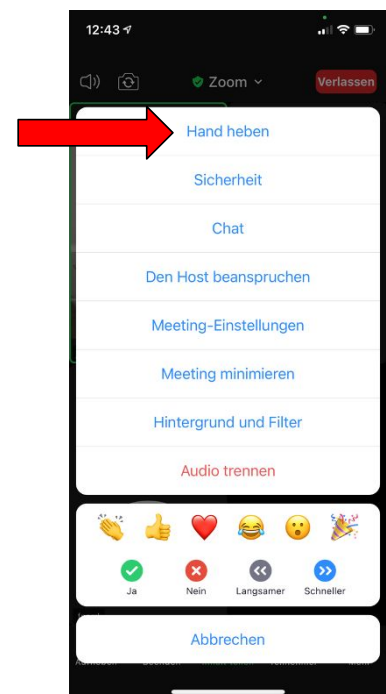 12:43
Zoom
Verlassen
Hand heben
Sicherheit
Chat
Den Host beanspruchen
Meeting-Einstellungen
Meeting minimieren
Hintergrund und Filter
Audio trennen
Ja Nein Langsamer Schneller
Abbrechen